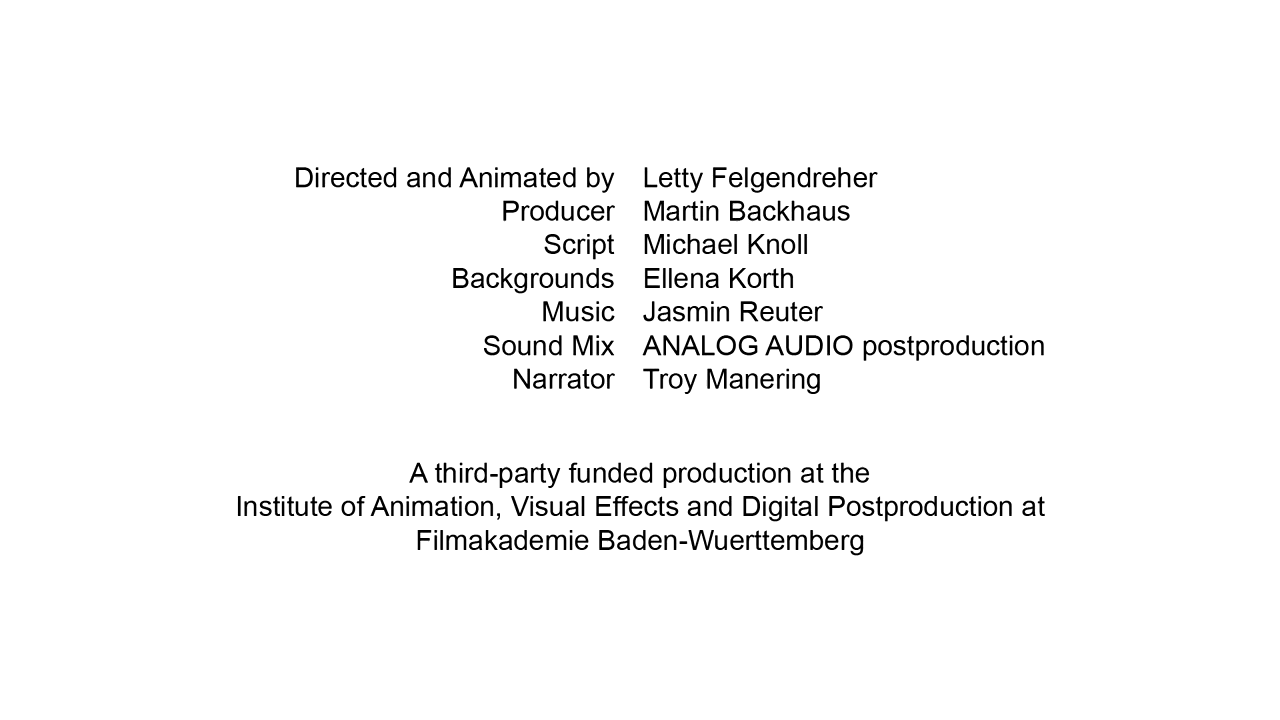 Directed and Animated by Letty Felgendreher
Producer Martin Backhaus
Script Michael Knoll
Backgrounds Ellena Korth
Music Jasmin Reuter
Sound Mix ANALOG AUDIO postproduction
Narrator Troy Manering
A third-party funded production at the
Institute of Animation, Visual Effects and Digital Postproduction at
Filmakademie Baden-Wuerttemberg